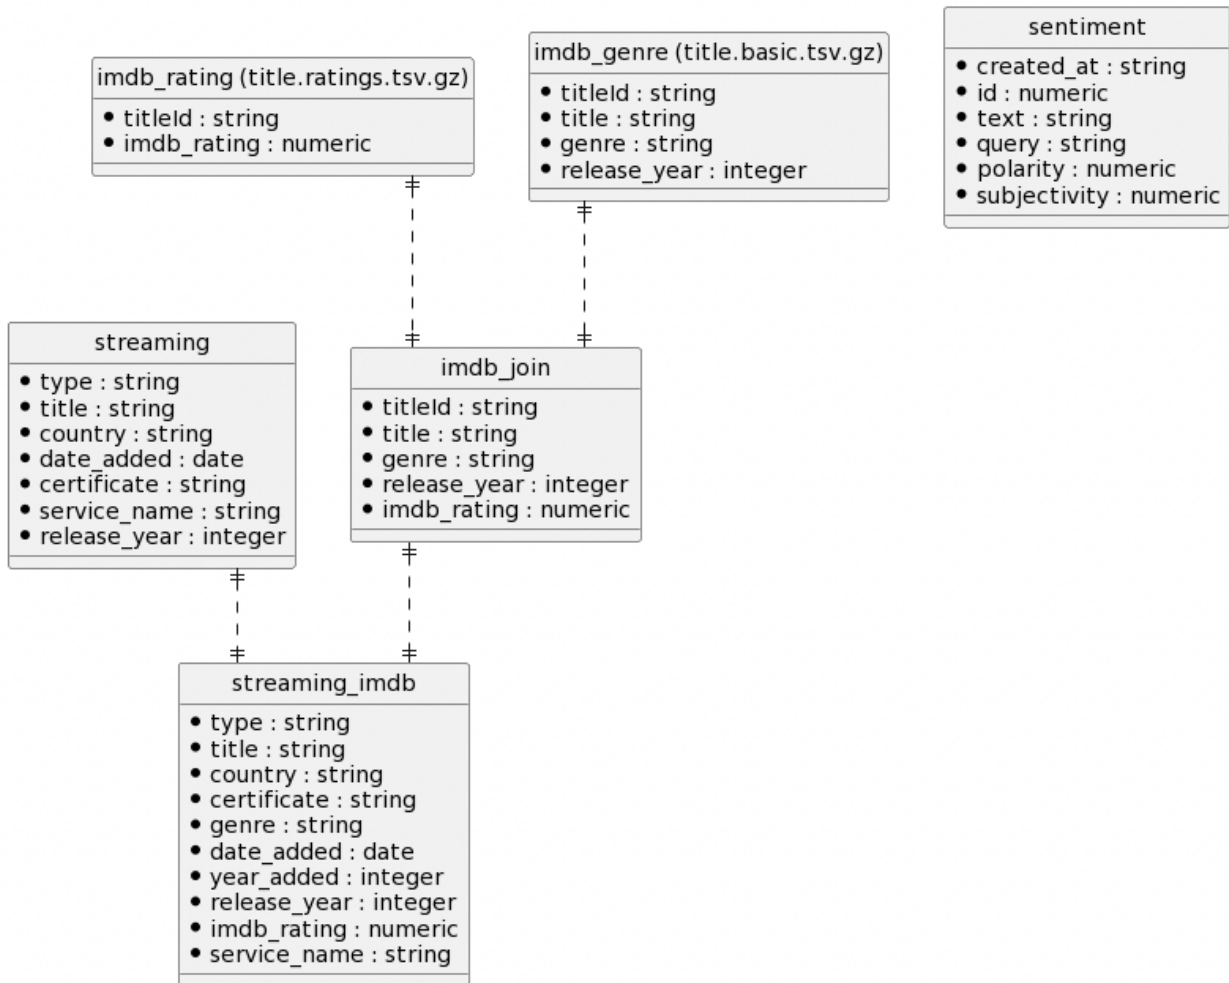 imdb_rating (title.ratings.tsv.gz)
titleId : string
imdb_rating : numeric
imdb_genre (title.basic.tsv.gz)
titleId : string
title : string
genre : string
release_year : integer
sentiment
created_at : string
id : numeric
text : string
query : string
polarity : numeric
subjectivity : numeric
streaming
type : string
title : string
country : string
date_added : date
certificate : string
service_name : string
release_year : integer
imdb_join
titleId : string
title : string
genre : string
release_year : integer
imdb_rating : numeric
streaming_imdb
type : string
title : string
country : string
certificate : string
genre : string
date_added : date
year_added : integer
release_year : integer
imdb_rating : numeric
service_name : string